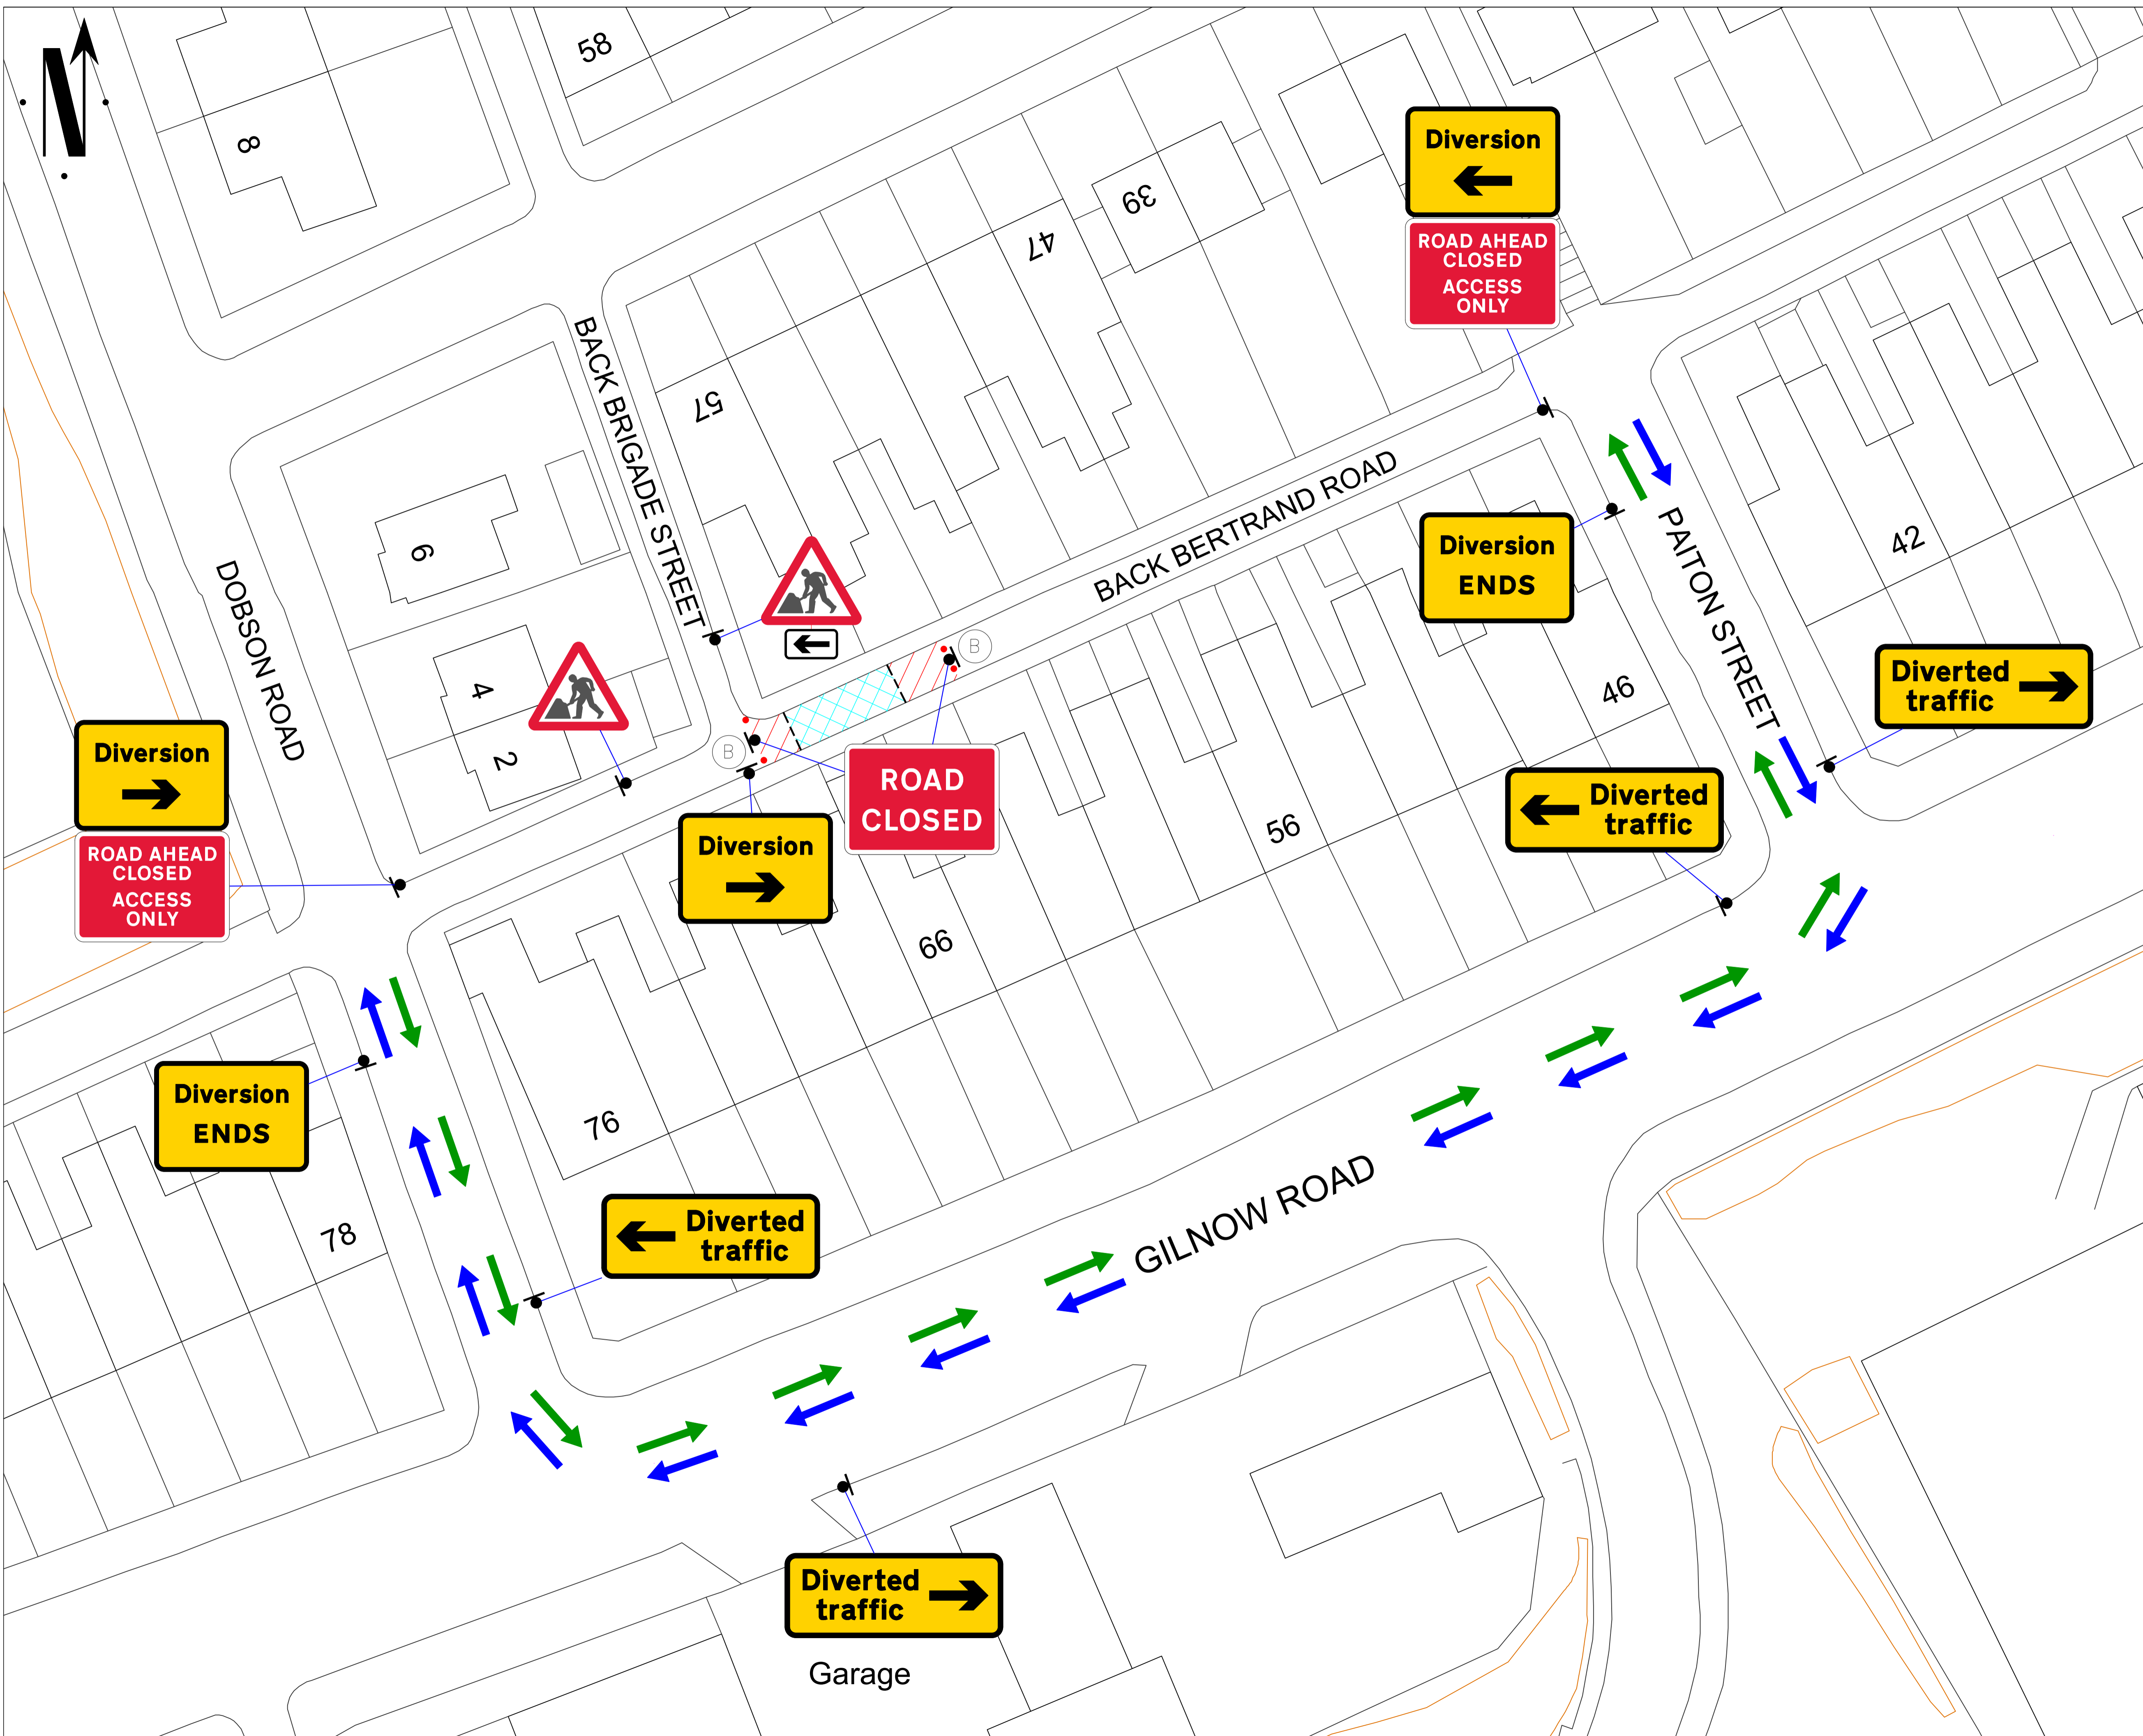 N
58
8
39
47
57
Diversion
ROAD AHEAD
CLOSED
ACCESS
ONLY
BACK BRIGADE STREET
BACK BERTRAND ROAD
DOBSON ROAD
6
4
2
B
B
ROAD
CLOSED
Diversion
ENDS
PAITON STREET
42
46
Diverted
traffic
Diverted
traffic
56
Diversion
ROAD AHEAD
CLOSED
ACCESS
ONLY
Diversion
66
76
78
Diversion
ENDS
Diverted
traffic
GILNOW ROAD
Diverted
traffic
Garage